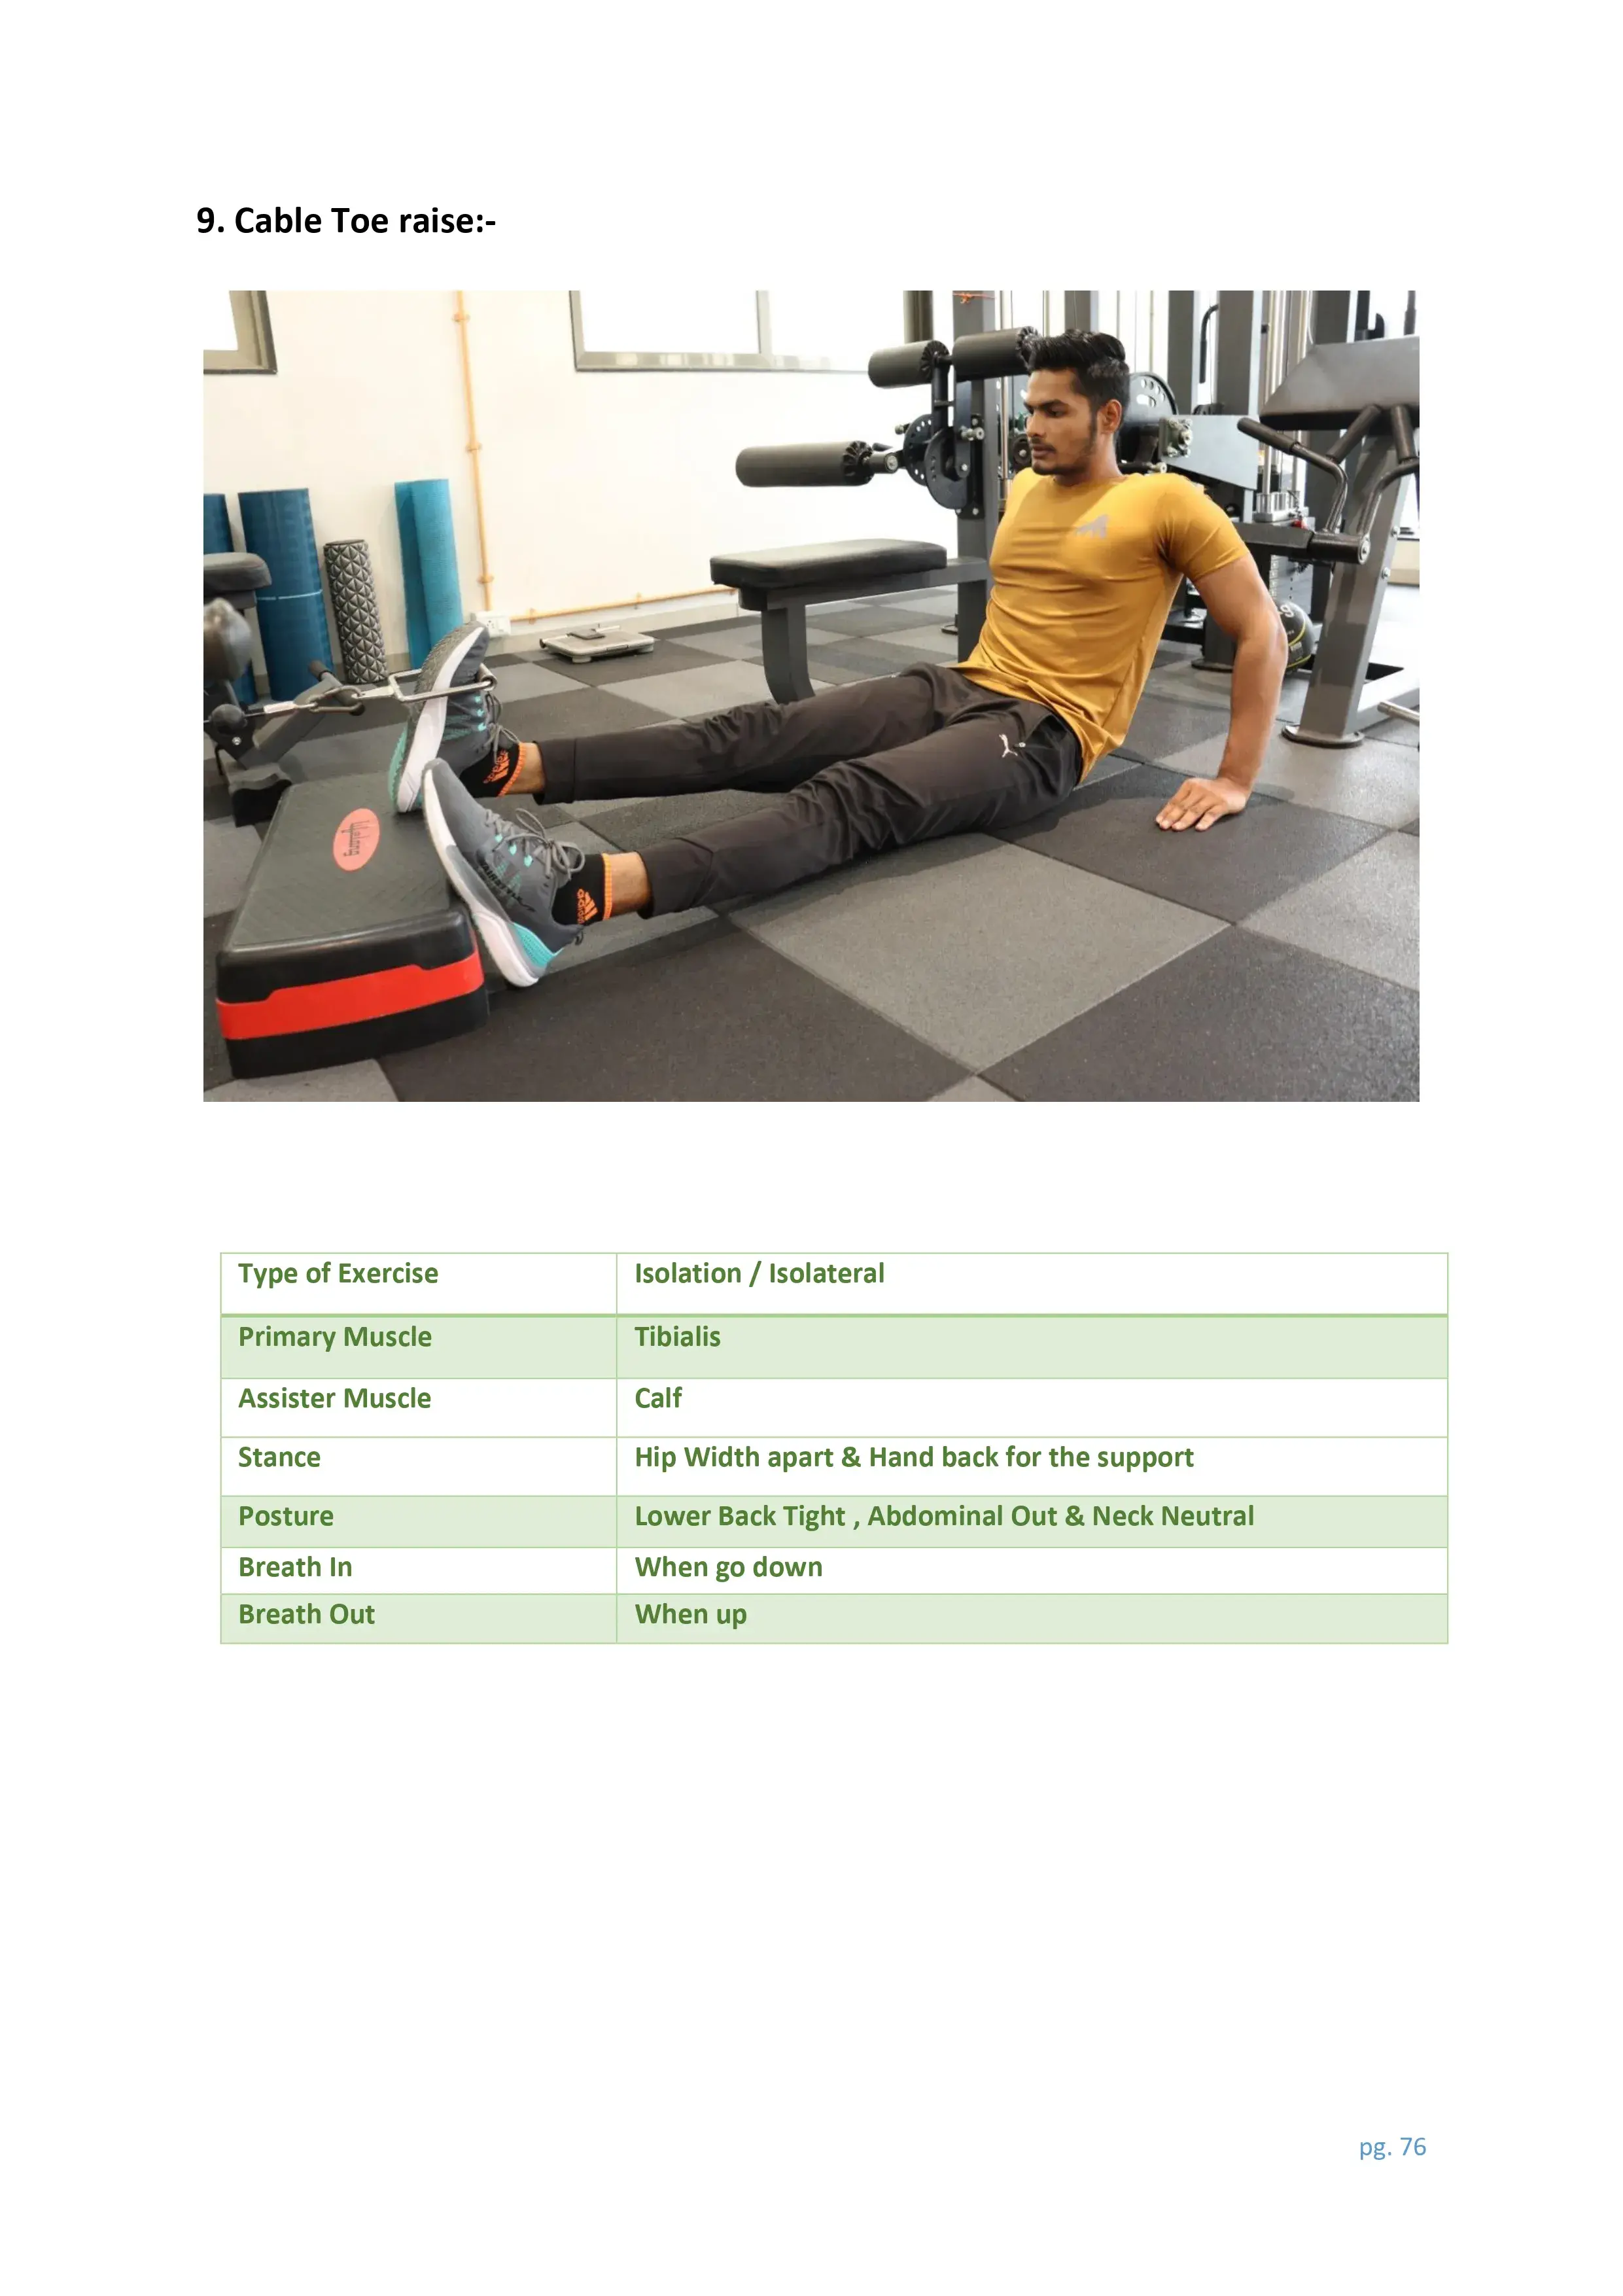 9. Cable Toe raise:-
Type of Exercise Isolation / Isolateral
Primary Muscle Tibialis
Assister Muscle Calf
Stance Hip Width apart & Hand back for the support
Posture Lower Back Tight , Abdominal Out & Neck Neutral
Breath In When go down
Breath Out When up
pg. 76